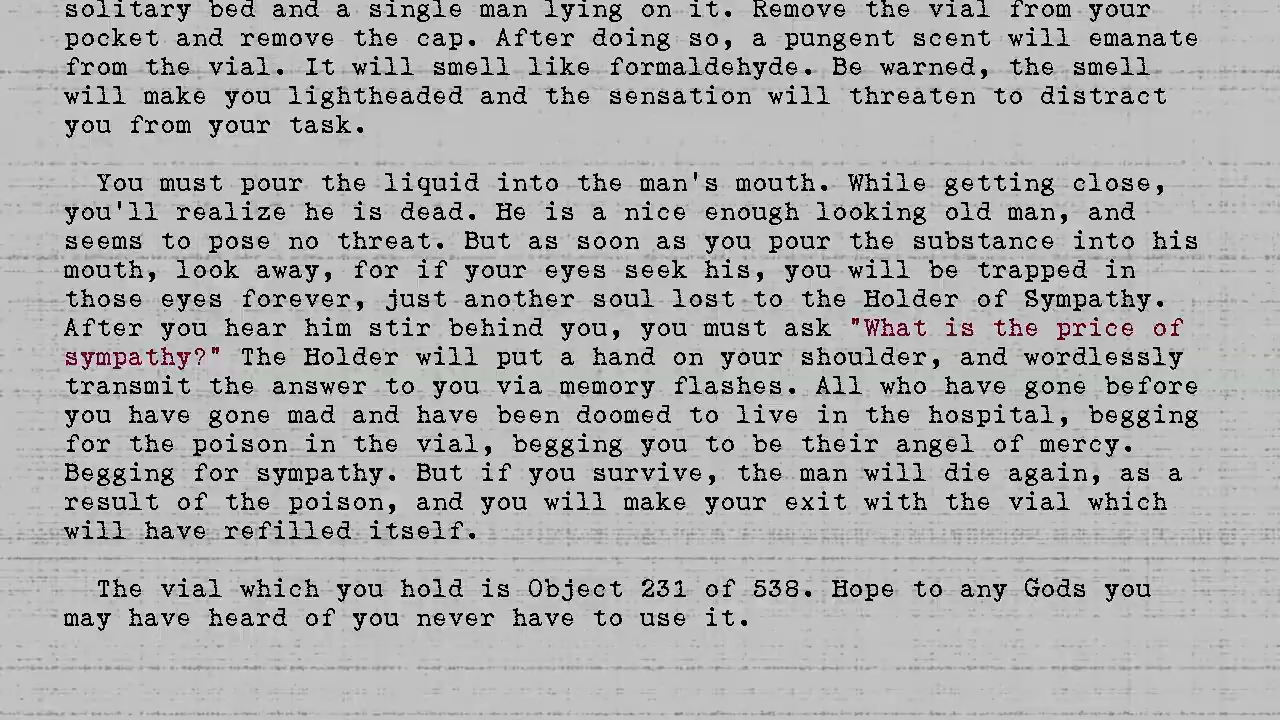 solitary bed and a single man lying on it. Remove the vial from your
pocket and remove the cap. After doing so, a pungent scent will emanate
from the vial. It will smell like formaldehyde. Be warned, the smell
will make you lightheaded and the sensation will threaten to distract
you from your task.
You must pour the liquid into the man's mouth. While getting close,
you'll realize he is dead. He is a nice enough looking old man, and
seems to pose no threat. But as soon as you pour the substance into his
mouth, look away, for if your eyes seek his, you will be trapped in
those eyes forever, just another soul lost to the Holder of Sympathy.
After you hear him stir behind you, you must ask "What is the price of
sympathy?" The Holder will put a hand on your shoulder, and wordlessly
transmit the answer to you via memory flashes. All who have gone before
you have gone mad and have been doomed to live in the hospital, begging
for the poison in the vial, begging you to be their angel of mercy.
Begging for sympathy. But if you survive, the man will die again, as a
result of the poison, and you will make your exit with the vial which
will have refilled itself.
The vial which you hold is Object 231 of 538. Hope to any Gods you
may have heard of you never have to use it.